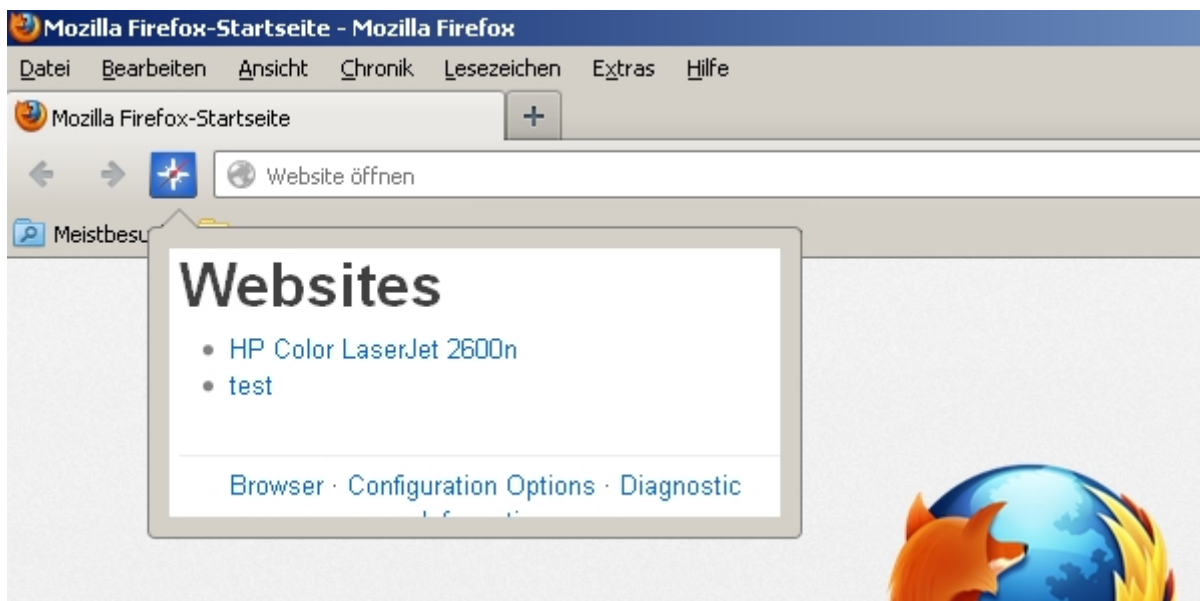 Mozilla Firefox-Startseite - Mozilla Firefox
Datei Bearbeiten Ansicht Chronik Lesezeichen Extras Hilfe
Mozilla Firefox-Startseite +
Website öffnen
Websites
HP Color LaserJet 2600n
test
Browser · Configuration Options · Diagnostic